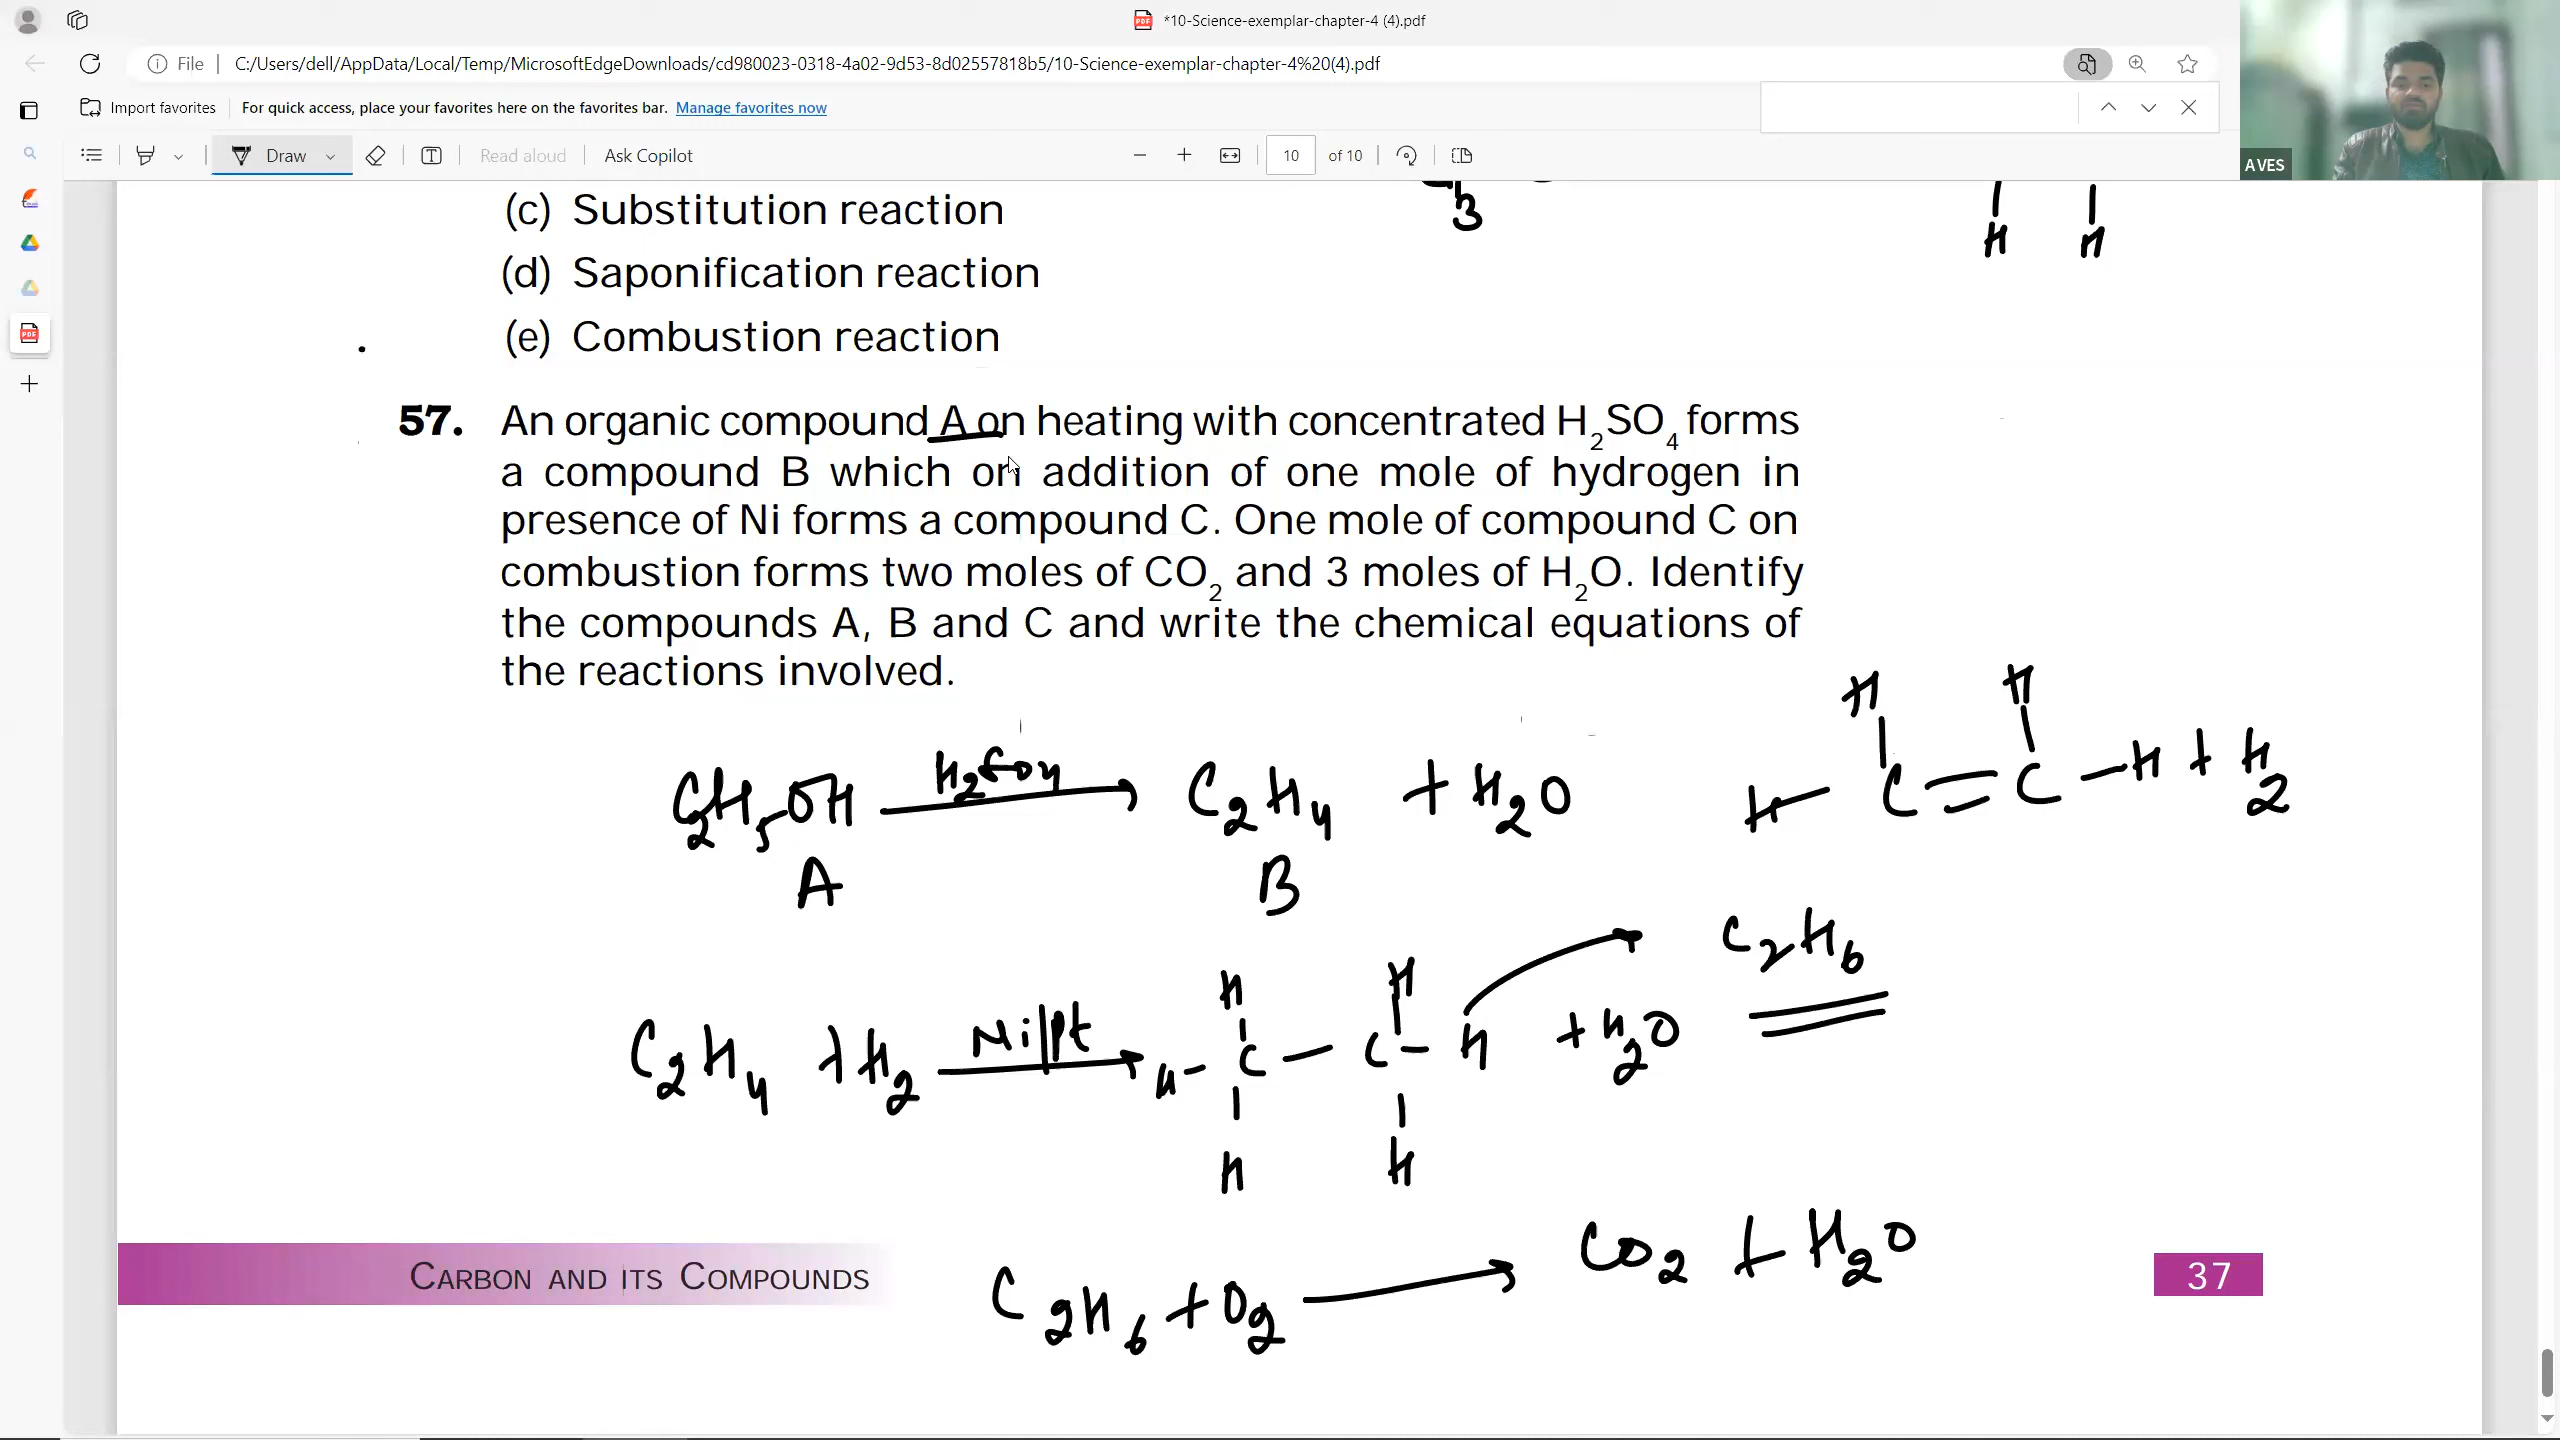 *10-Science-exemplar-chapter-4 (4).pdf
File C:/Users/dell/AppData/Local/Temp/MicrosoftEdgeDownloads/cd980023-0318-4a02-9d53-8d02557818b5/10-Science-exemplar-chapter-4%20(4).pdf
Import favorites For quick access, place your favorites here on the favorites bar. Manage favorites now
Draw Read aloud Ask Copilot 10 of 10
AVES
(c) Substitution reaction
3
H H
(d) Saponification reaction
(e) Combustion reaction
57. An organic compound A on heating with concentrated H2SO4 forms
a compound B which on addition of one mole of hydrogen in
presence of Ni forms a compound C. One mole of compound C on
combustion forms two moles of CO2 and 3 moles of H2O. Identify
the compounds A, B and C and write the chemical equations of
the reactions involved.
H H
C2H5OH H2SO4 C2H4 + H2O H C = C - H + H2
A B
C2H6
H H
C2H4 + H2 Ni/Pt H - C - C - H + H2O
H H
CARBON AND ITS COMPOUNDS 37
C2H6 + O2 CO2 + H2O